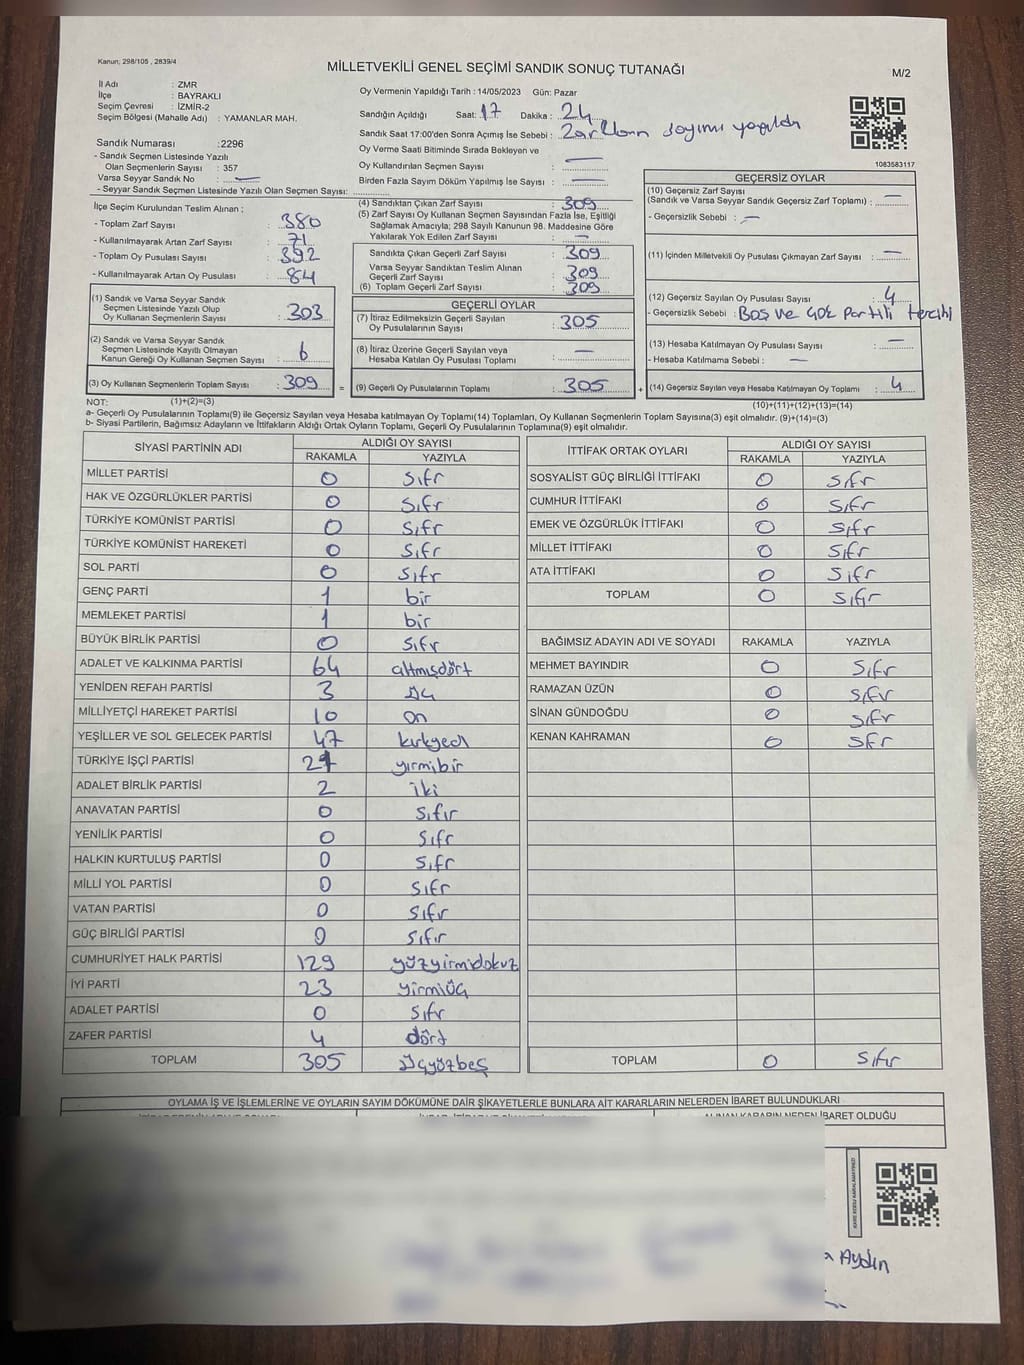 Kanun, 298/105 , 2839/4
MİLLETVEKİLİ GENEL SEÇİMİ SANDIK SONUÇ TUTANAĞI
M/2
İl Adı : ZMR
İlçe : BAYRAKLI
Seçim Çevresi : İZMİR-2
Seçim Bölgesi (Mahalle Adı) : YAMANLAR MAH.
Sandık Numarası :2296
- Sandık Seçmen Listesinde Yazılı
Olan Seçmenlerin Sayısı : 357
Varsa Seyyar Sandık No : —
- Seyyar Sandık Seçmen Listesinde Yazılı Olan Seçmen Sayısı:
Oy Vermenin Yapıldığı Tarih : 14/05/2023 Gün: Pazar
Sandığın Açıldığı Saat: 17 Dakika : 24
Sandık Saat 17:00'den Sonra Açımış İse Sebebi : Zarfların sayımı yapıldı
Oy Verme Saati Bitiminde Sırada Bekleyen ve
Oy Kullandırılan Seçmen Sayısı : —
Birden Fazla Sayım Döküm Yapılmış İse Sayısı : —
1083583117
İlçe Seçim Kurulundan Teslim Alınan ;
- Toplam Zarf Sayısı : 380
- Kullanılmayarak Artan Zarf Sayısı : 71
- Toplam Oy Pusulası Sayısı : 392
- Kullanılmayarak Artan Oy Pusulası : 84
(1) Sandık ve Varsa Seyyar Sandık
Seçmen Listesinde Yazılı Olup
Oy Kullanan Seçmenlerin Sayısı : 303
(2) Sandık ve Varsa Seyyar Sandık
Seçmen Listesinde Kayıtlı Olmayan
Kanun Gereği Oy Kullanan Seçmen Sayısı : 6
(3) Oy Kullanan Seçmenlerin Toplam Sayısı : 309 =
(4) Sandıktan Çıkan Zarf Sayısı : 309
(5) Zarf Sayısı Oy Kullanan Seçmen Sayısından Fazla İse, Eşitliği
Sağlamak Amacıyla; 298 Sayılı Kanunun 98. Maddesine Göre
Yakılarak Yok Edilen Zarf Sayısı : —
Sandıkta Çıkan Geçerli Zarf Sayısı : 309
Varsa Seyyar Sandıktan Teslim Alınan
Geçerli Zarf Sayısı : 309
(6) Toplam Geçerli Zarf Sayısı : 309
GEÇERLİ OYLAR
(7) İtiraz Edilmeksizin Geçerli Sayılan
Oy Pusulalarının Sayısı : 305
(8) İtiraz Üzerine Geçerli Sayılan veya
Hesaba Katılan Oy Pusulası Toplamı : —
(9) Geçerli Oy Pusulalarının Toplamı : 305 +
GEÇERSİZ OYLAR
(10) Geçersiz Zarf Sayısı
(Sandık ve Varsa Seyyar Sandık Geçersiz Zarf Toplamı) : —
- Geçersizlik Sebebi : —
(11) İçinden Milletvekili Oy Pusulası Çıkmayan Zarf Sayısı : —
(12) Geçersiz Sayılan Oy Pusulası Sayısı : 4
- Geçersizlik Sebebi : Boş ve çok partili tercihi
(13) Hesaba Katılmayan Oy Pusulası Sayısı : —
- Hesaba Katılmama Sebebi : —
(14) Geçersiz Sayılan veya Hesaba Katılmayan Oy Toplamı : 4
NOT: (1)+(2)=(3)
(10)+(11)+(12)+(13)=(14)
a- Geçerli Oy Pusulalarının Toplamı(9) ile Geçersiz Sayılan veya Hesaba katılmayan Oy Toplamı(14) Toplamları, Oy Kullanan Seçmenlerin Toplam Sayısına(3) eşit olmalıdır. (9)+(14)=(3)
b- Siyasi Partilerin, Bağımsız Adayların ve İttifakların Aldığı Ortak Oyların Toplamı, Geçerli Oy Pusulalarının Toplamına(9) eşit olmalıdır.
SİYASİ PARTİNİN ADI ALDIĞI OY SAYISI
RAKAMLA YAZIYLA
MİLLET PARTİSİ 0 sıfr
HAK VE ÖZGÜRLÜKLER PARTİSİ 0 sıfr
TÜRKİYE KOMÜNİST PARTİSİ 0 sıfr
TÜRKİYE KOMÜNİST HAREKETİ 0 sıfr
SOL PARTİ 0 sıfr
GENÇ PARTİ 1 bir
MEMLEKET PARTİSİ 1 bir
BÜYÜK BİRLİK PARTİSİ 0 sıfr
ADALET VE KALKINMA PARTİSİ 64 altmışdört
YENİDEN REFAH PARTİSİ 3 üç
MİLLİYETÇİ HAREKET PARTİSİ 10 on
YEŞİLLER VE SOL GELECEK PARTİSİ 47 kırkyedi
TÜRKİYE İŞÇİ PARTİSİ 21 yırmibir
ADALET BİRLİK PARTİSİ 2 iki
ANAVATAN PARTİSİ 0 sıfır
YENİLİK PARTİSİ 0 sıfr
HALKIN KURTULUŞ PARTİSİ 0 sıfr
MİLLİ YOL PARTİSİ 0 sıfr
VATAN PARTİSİ 0 sıfır
GÜÇ BİRLİĞİ PARTİSİ 0 sıfır
CUMHURİYET HALK PARTİSİ 129 yüzyirmidokuz
İYİ PARTİ 23 yirmiüç
ADALET PARTİSİ 0 sıfr
ZAFER PARTİSİ 4 dört
TOPLAM 305 üçyüzbeş
İTTİFAK ORTAK OYLARI ALDIĞI OY SAYISI
RAKAMLA YAZIYLA
SOSYALİST GÜÇ BİRLİĞİ İTTİFAKI 0 sıfr
CUMHUR İTTİFAKI 0 sıfr
EMEK VE ÖZGÜRLÜK İTTİFAKI 0 sıfr
MİLLET İTTİFAKI 0 sıfr
ATA İTTİFAKI 0 sıfr
TOPLAM 0 sıfır
BAĞIMSIZ ADAYIN ADI VE SOYADI RAKAMLA YAZIYLA
MEHMET BAYINDIR 0 sıfr
RAMAZAN ÜZÜN 0 sıfr
SİNAN GÜNDOĞDU 0 sıfr
KENAN KAHRAMAN 0 sfr
TOPLAM 0 sıfır
OYLAMA İŞ VE İŞLEMLERİNE VE OYLARIN SAYIM DÖKÜMÜNE DAİR ŞİKAYETLERLE BUNLARA AİT KARARLARIN NELERDEN İBARET BULUNDUKLARI
ALINAN KARARIN NEDEN İBARET OLDUĞU
Aydın